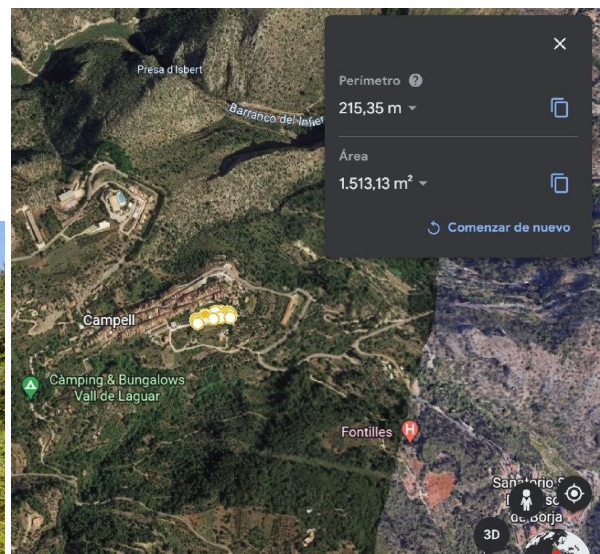 Presa d'Isbert
Barranco del Infier
Perímetro
215,35 m
Área
1.513,13 m²
Comenzar de nuevo
Campell
Càmping & Bungalows
Vall de Laguar
Fontilles
H
Sanatorio S
de Borja
3D